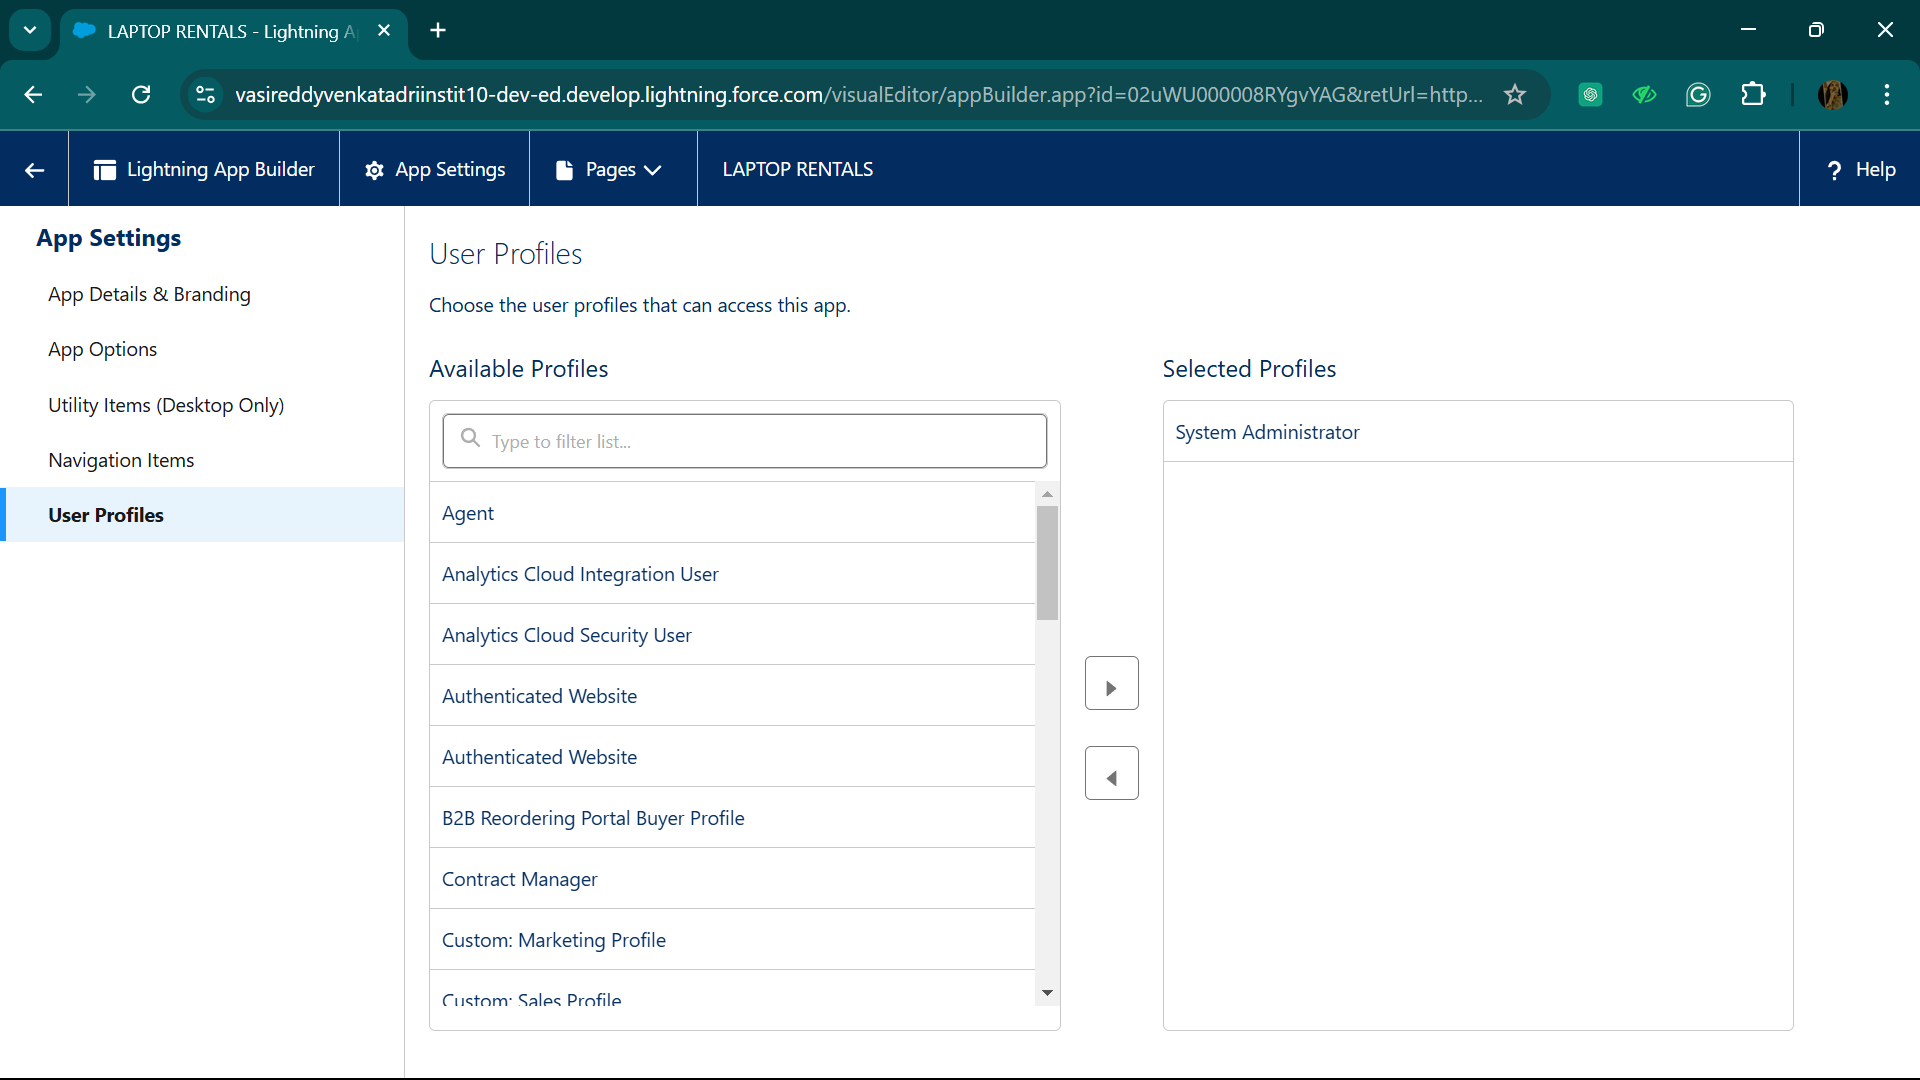 LAPTOP RENTALS - Lightning A
vasireddyvenkatadriinstit10-dev-ed.develop.lightning.force.com/visualEditor/appBuilder.app?id=02uWU000008RYgvYAG&retUrl=http...
Lightning App Builder
App Settings
Pages
LAPTOP RENTALS
? Help
App Settings
App Details & Branding
App Options
Utility Items (Desktop Only)
Navigation Items
User Profiles
User Profiles
Choose the user profiles that can access this app.
Available Profiles
Type to filter list...
Agent
Analytics Cloud Integration User
Analytics Cloud Security User
Authenticated Website
Authenticated Website
B2B Reordering Portal Buyer Profile
Contract Manager
Custom: Marketing Profile
Custom: Sales Profile
Selected Profiles
System Administrator